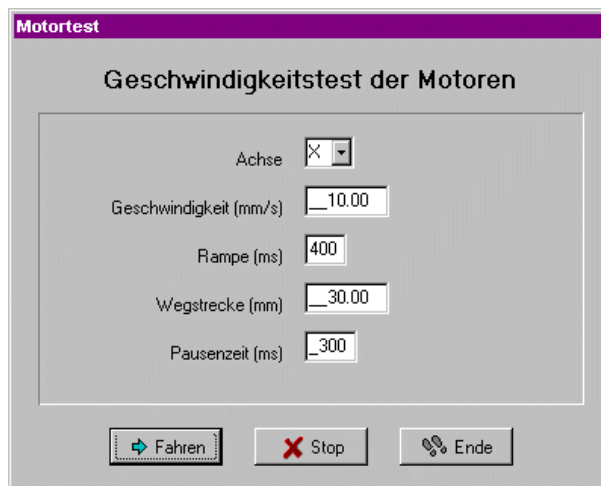 Motortest
Geschwindigkeitstest der Motoren
Achse X
Geschwindigkeit (mm/s) __10.00
Rampe (ms) 400
Wegstrecke (mm) __30.00
Pausenzeit (ms) _300
Fahren Stop Ende